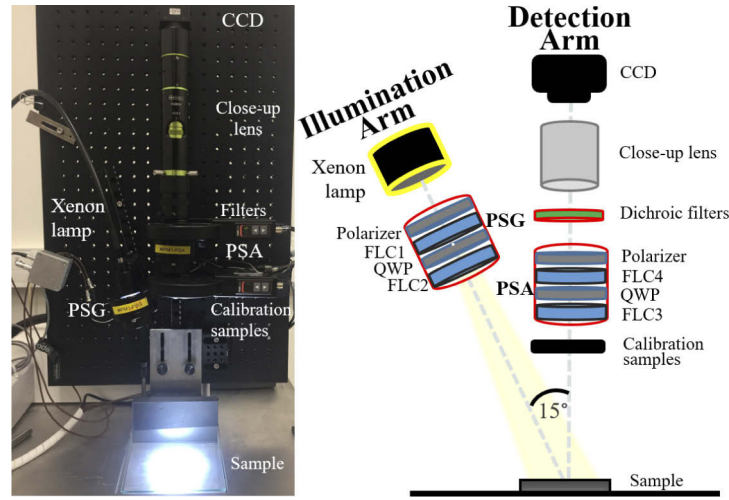 CCD
Close-up
lens
Xenon
lamp
Filters
PSA
PSG
Calibration
samples
Sample
Illumination
Arm
Xenon
lamp
Polarizer
FLC1
QWP
FLC2
PSG
15°
Detection
Arm
CCD
Close-up lens
Dichroic filters
PSA
Polarizer
FLC4
QWP
FLC3
Calibration
samples
Sample